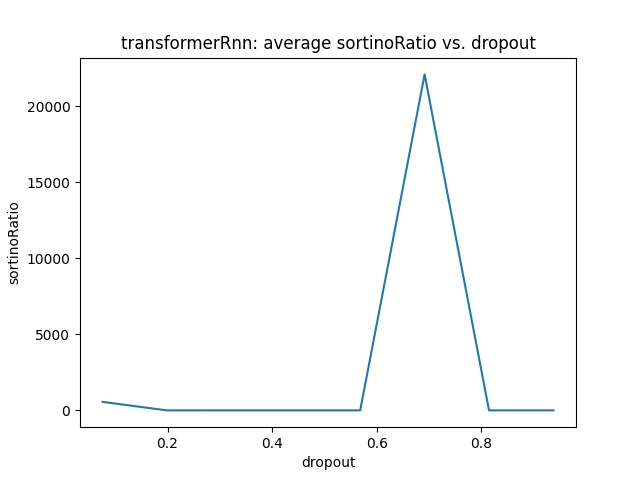 transformerRnn: average sortinoRatio vs. dropout
20000
15000
10000
5000
0
sortinoRatio
0.2 0.4 0.6 0.8
dropout